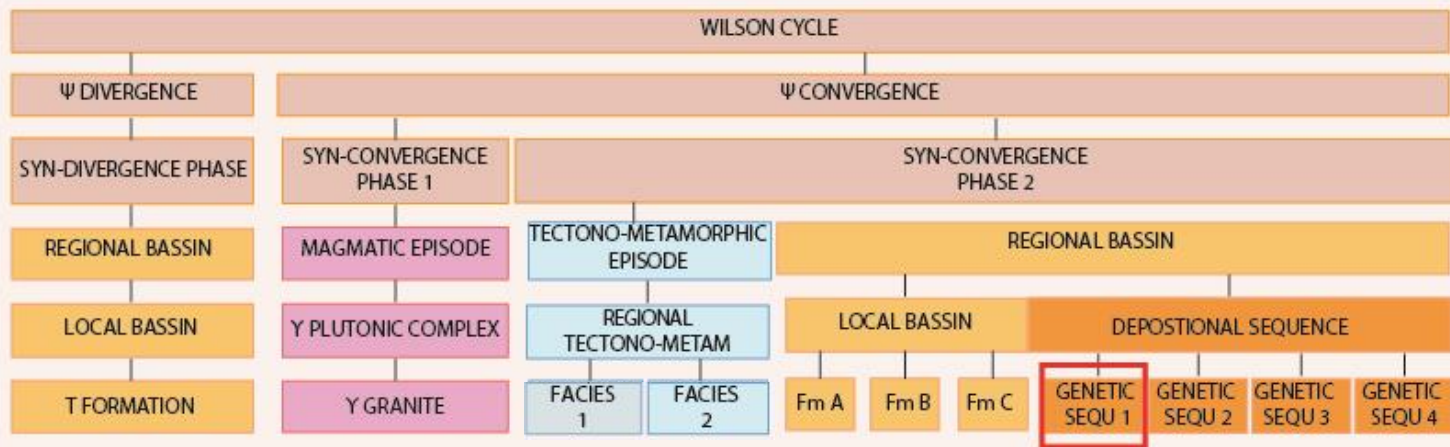 WILSON CYCLE
Ψ DIVERGENCE
Ψ CONVERGENCE
SYN-DIVERGENCE PHASE
SYN-CONVERGENCE
PHASE 1
SYN-CONVERGENCE
PHASE 2
REGIONAL BASSIN
MAGMATIC EPISODE
TECTONO-METAMORPHIC
EPISODE
REGIONAL BASSIN
LOCAL BASSIN
Y PLUTONIC COMPLEX
REGIONAL
TECTONO-METAM
LOCAL BASSIN
DEPOSTIONAL SEQUENCE
T FORMATION
Y GRANITE
FACIES
1
FACIES
2
Fm A
Fm B
Fm C
GENETIC
SEQU 1
GENETIC
SEQU 2
GENETIC
SEQU 3
GENETIC
SEQU 4